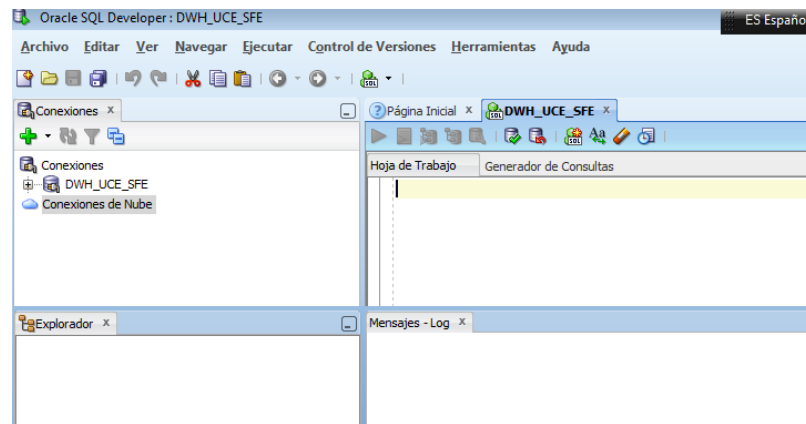 Oracle SQL Developer : DWH_UCE_SFE
ES Español
Archivo Editar Ver Navegar Ejecutar Control de Versiones Herramientas Ayuda
Conexiones x
Página Inicial x
DWH_UCE_SFE x
Conexiones
DWH_UCE_SFE
Conexiones de Nube
Hoja de Trabajo Generador de Consultas
Explorador x
Mensajes - Log x